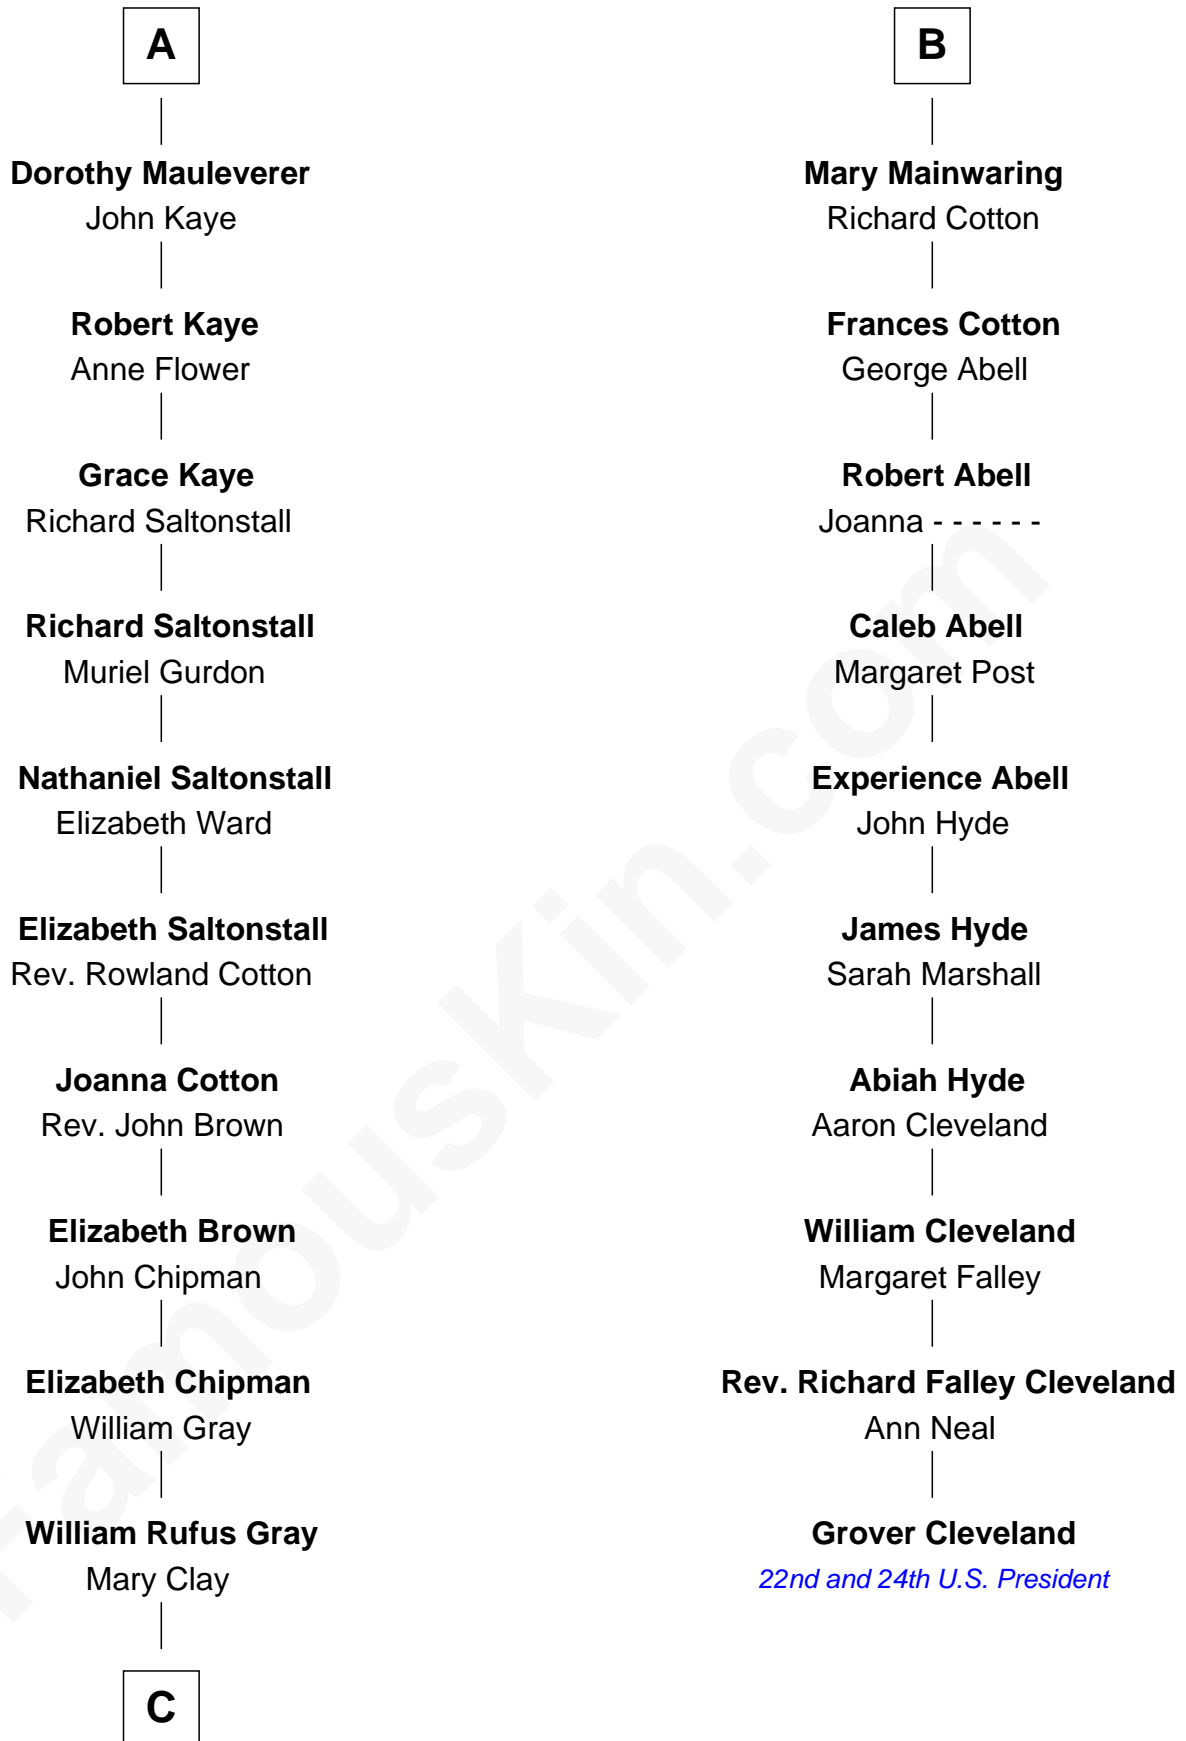 A
Dorothy Mauleverer
John Kaye
Robert Kaye
Anne Flower
Grace Kaye
Richard Saltonstall
Richard Saltonstall
Muriel Gurdon
Nathaniel Saltonstall
Elizabeth Ward
Elizabeth Saltonstall
Rev. Rowland Cotton
Joanna Cotton
Rev. John Brown
Elizabeth Brown
John Chipman
Elizabeth Chipman
William Gray
William Rufus Gray
Mary Clay
C
B
Mary Mainwaring
Richard Cotton
Frances Cotton
George Abell
Robert Abell
Joanna - - - - - -
Caleb Abell
Margaret Post
Experience Abell
John Hyde
James Hyde
Sarah Marshall
Abiah Hyde
Aaron Cleveland
William Cleveland
Margaret Falley
Rev. Richard Falley Cleveland
Ann Neal
Grover Cleveland
22nd and 24th U.S. President
FamousKin.com